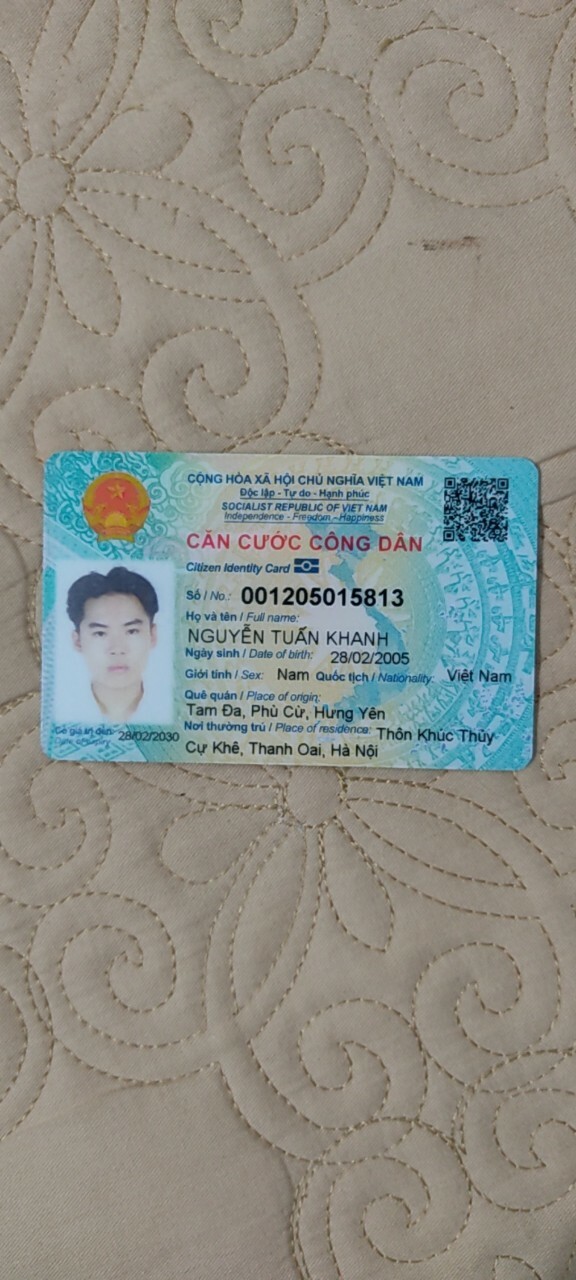 CỘNG HÒA XÃ HỘI CHỦ NGHĨA VIỆT NAM
Độc lập - Tự do - Hạnh phúc
SOCIALIST REPUBLIC OF VIET NAM
Independence - Freedom - Happiness
CĂN CƯỚC CÔNG DÂN
Citizen Identity Card
Số / No.: 001205015813
Họ và tên / Full name:
NGUYỄN TUẤN KHANH
Ngày sinh / Date of birth: 28/02/2005
Giới tính / Sex: Nam Quốc tịch / Nationality: Việt Nam
Quê quán / Place of origin:
Tam Đa, Phù Cừ, Hưng Yên
Nơi thường trú / Place of residence: Thôn Khúc Thủy
Cự Khê, Thanh Oai, Hà Nội
Có giá trị đến: 28/02/2030